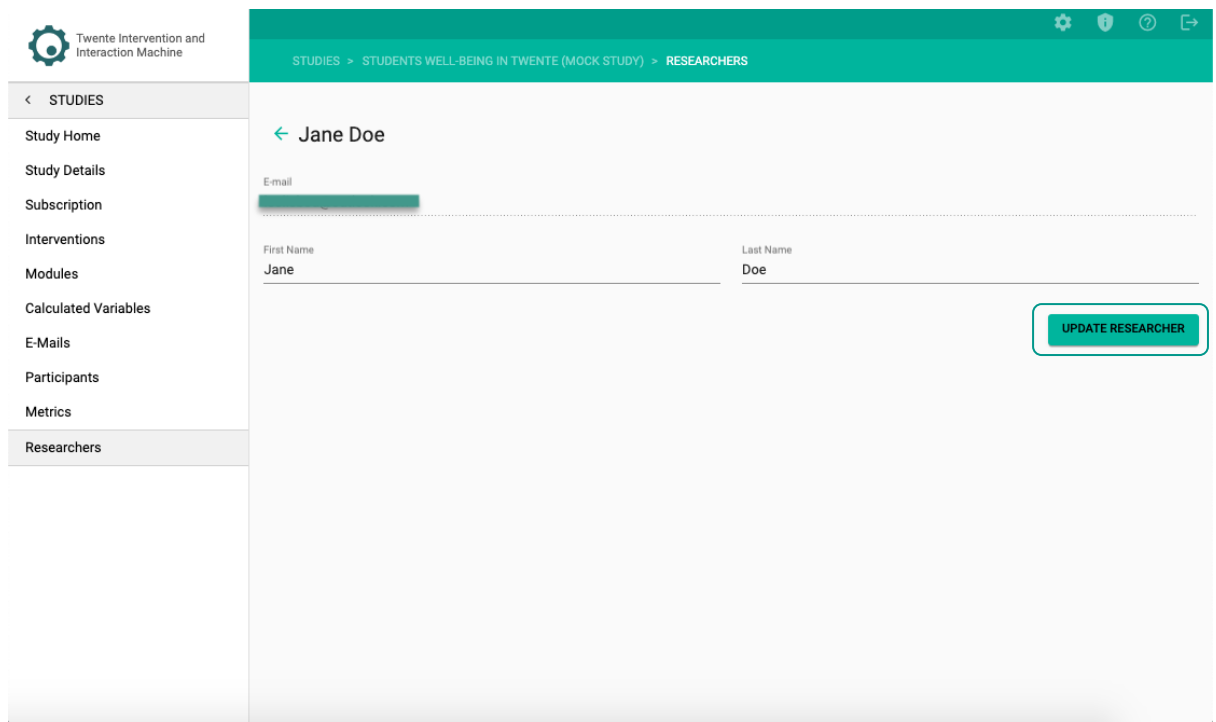 Twente Intervention and
Interaction Machine
STUDIES > STUDENTS WELL-BEING IN TWENTE (MOCK STUDY) > RESEARCHERS
< STUDIES
Study Home
Study Details
Subscription
Interventions
Modules
Calculated Variables
E-Mails
Participants
Metrics
Researchers
← Jane Doe
E-mail
First Name
Last Name
Jane
Doe
UPDATE RESEARCHER